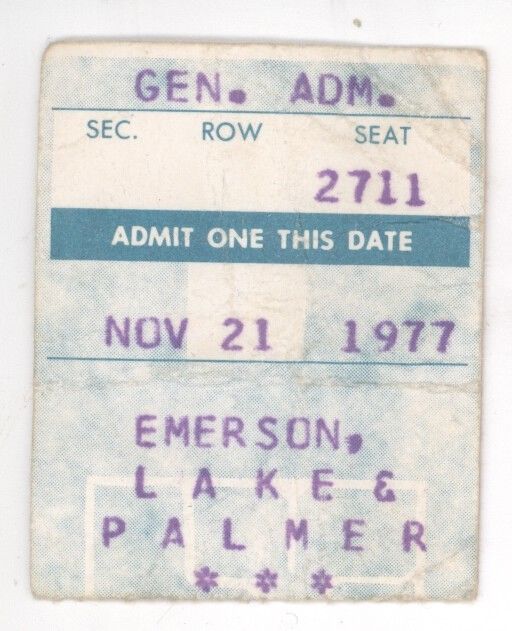 GEN. ADM.
SEC. ROW SEAT
2711
ADMIT ONE THIS DATE
NOV 21 1977
EMERSON,
LAKE &
PALMER
* * *